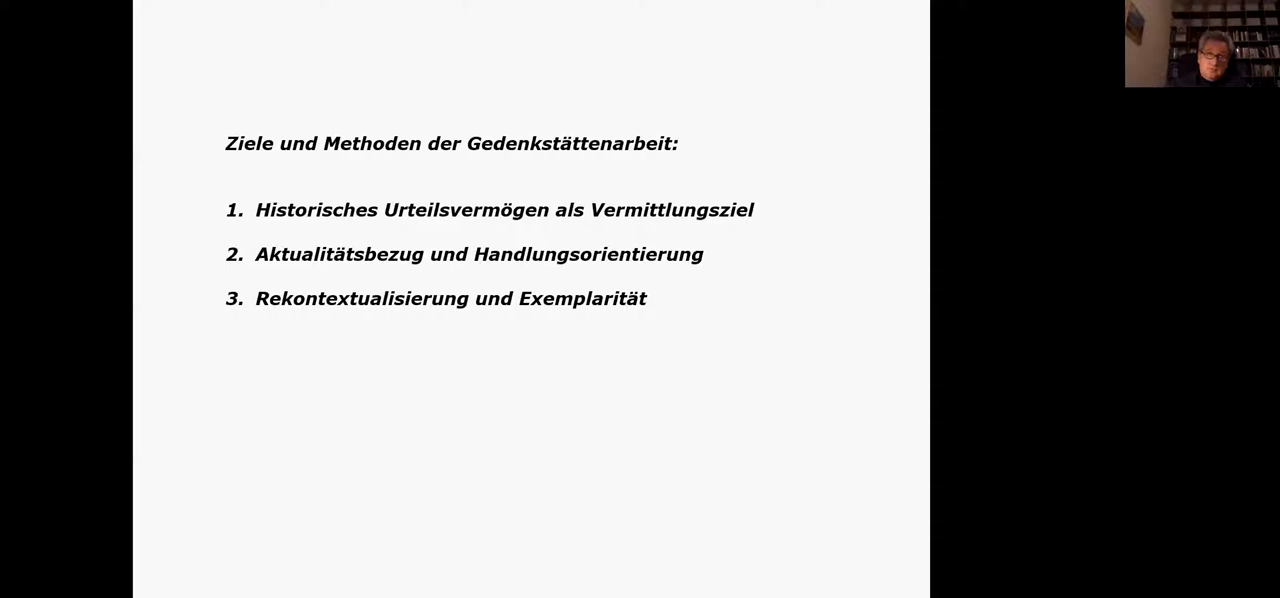 Ziele und Methoden der Gedenkstättenarbeit:
1. Historisches Urteilsvermögen als Vermittlungsziel
2. Aktualitätsbezug und Handlungsorientierung
3. Rekontextualisierung und Exemplarität